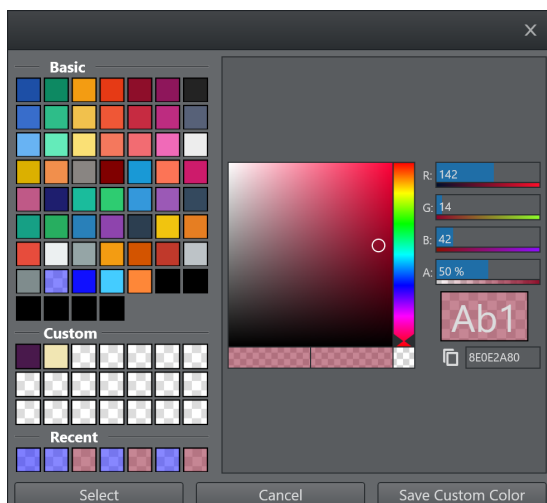 Basic
R: 142
G: 14
B: 42
A: 50 %
Ab1
8E0E2A80
Custom
Recent
Select
Cancel
Save Custom Color